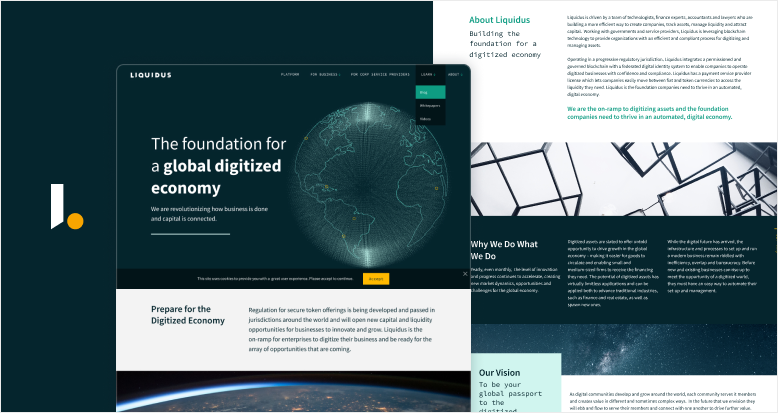 LIQUIDUS
PLATFORM FOR BUSINESS FOR CORP SERVICE PROVIDERS LEARN ABOUT
Blog
Whitepapers
Videos
The foundation for
a global digitized
economy
We are revolutionizing how business is done
and capital is connected.
This site uses cookies to provide you with a great user experience. Please accept to continue.
Accept
Prepare for the
Digitized Economy
Regulation for secure token offerings is being developed and passed in
jurisdictions around the world and will open new capital and liquidity
opportunities for businesses to innovate and grow. Liquidus is the
on-ramp for enterprises to digitize their business and be ready for the
array of opportunities that are coming.
About Liquidus
Building the
foundation for a
digitized economy
Liquidus is driven by a team of technologists, finance experts, accountants and lawyers who are
building a more efficient way to create companies, track assets, manage liquidity and attract
capital. Working with governments and service providers, Liquidus is leveraging blockchain
technology to provide organizations with an efficient and compliant process for digitizing and
managing assets.
Operating in a progressive regulatory jurisdiction, Liquidus integrates a permissioned and
governed blockchain with a federated digital identity system to enable companies to operate
digitized businesses with confidence and compliance. Liquidus has a payment service provider
license which lets companies easily move between fiat and token currencies to access the
liquidity they need. Liquidus is the foundation companies need to thrive in an automated,
digital economy.
We are the on-ramp to digitizing assets and the foundation
companies need to thrive in an automated, digital economy.
Why We Do What
We Do
monthly, the level of innovation
and progress continues to accelerate, creating
new market dynamics, opportunities and
challenges for the global economy.
Digitized assets are slated to offer untold
opportunity to drive growth in the global
economy - making it easier for goods to
circulate and enabling small and
medium-sized firms to receive the financing
they need. The potential of digitized assets has
virtually limitless applications and can be
applied both to advance traditional industries,
such as finance and real estate, as well as
spawn new ones.
While the digital future has arrived, the
infrastructure and processes to set up and run
a modern business remain riddled with
inefficiency, overlap and bureaucracy. Before
new and existing businesses can rise up to
meet the opportunity of a digitized world,
they must have an easy way to automate their
set up and management.
Our Vision
To be your
global passport
to the
digitized
As digital communities develop and grow around the world, each community serves it members
and creates value in different and sometimes complex ways. In the future that we envision they
will ebb and flow to serve their members and connect with one another to drive further value.